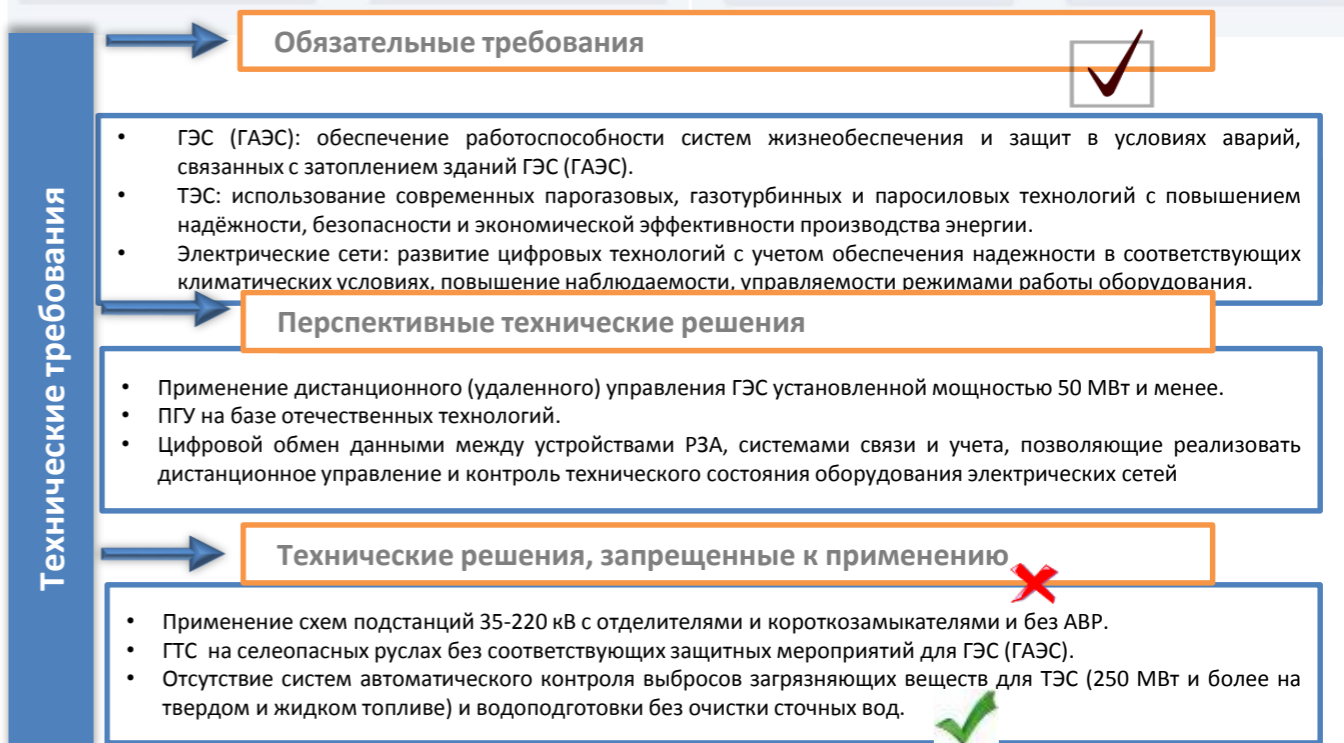 Технические требования
Обязательные требования
• ГЭС (ГАЭС): обеспечение работоспособности систем жизнеобеспечения и защит в условиях аварий,
связанных с затоплением зданий ГЭС (ГАЭС).
• ТЭС: использование современных парогазовых, газотурбинных и паросиловых технологий с повышением
надёжности, безопасности и экономической эффективности производства энергии.
• Электрические сети: развитие цифровых технологий с учетом обеспечения надежности в соответствующих
климатических условиях, повышение наблюдаемости, управляемости режимами работы оборудования.
Перспективные технические решения
• Применение дистанционного (удаленного) управления ГЭС установленной мощностью 50 МВт и менее.
• ПГУ на базе отечественных технологий.
• Цифровой обмен данными между устройствами РЗА, системами связи и учета, позволяющие реализовать
дистанционное управление и контроль технического состояния оборудования электрических сетей
Технические решения, запрещенные к применению
• Применение схем подстанций 35-220 кВ с отделителями и короткозамыкателями и без АВР.
• ГТС на селеопасных руслах без соответствующих защитных мероприятий для ГЭС (ГАЭС).
• Отсутствие систем автоматического контроля выбросов загрязняющих веществ для ТЭС (250 МВт и более на
твердом и жидком топливе) и водоподготовки без очистки сточных вод.